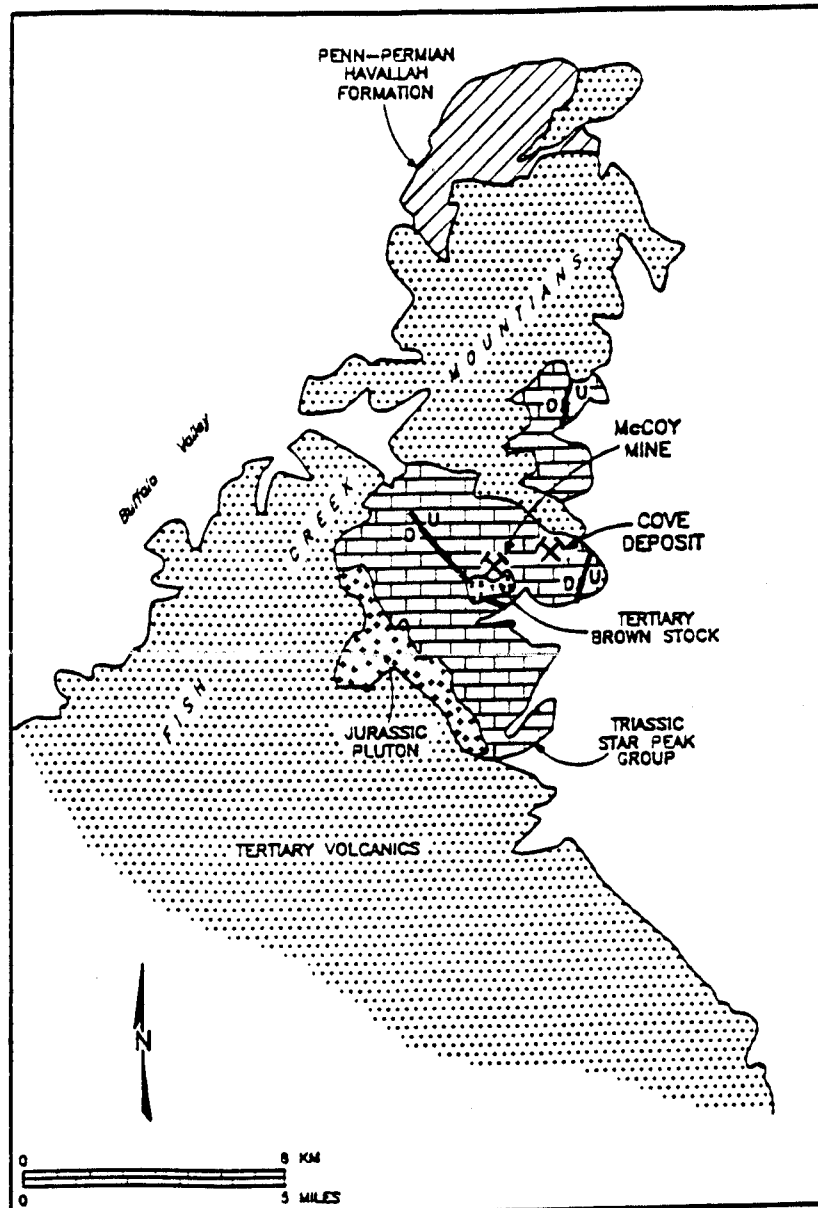 PENN-PERMIAN
HAVALLAH
FORMATION
MOUNTIANS
D U
McCOY
MINE
Buffalo Valley
CREEK
U
D
COVE
DEPOSIT
D U
TERTIARY
BROWN STOCK
FISH
JURASSIC
PLUTON
TRIASSIC
STAR PEAK
GROUP
TERTIARY VOLCANICS
N
0 8 KM
0 5 MILES